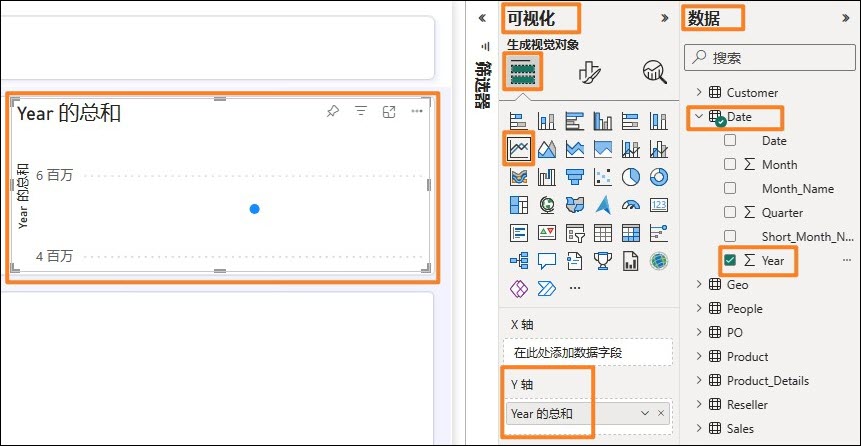 Year 的总和
Year 的总和
6 百万
4 百万
筛选器
可视化
生成视觉对象
123
X 轴
在此处添加数据字段
Y 轴
Year 的总和
数据
搜索
Customer
Date
Date
Month
Month_Name
Quarter
Short_Month_N...
Year
Geo
People
PO
Product
Product_Details
Reseller
Sales